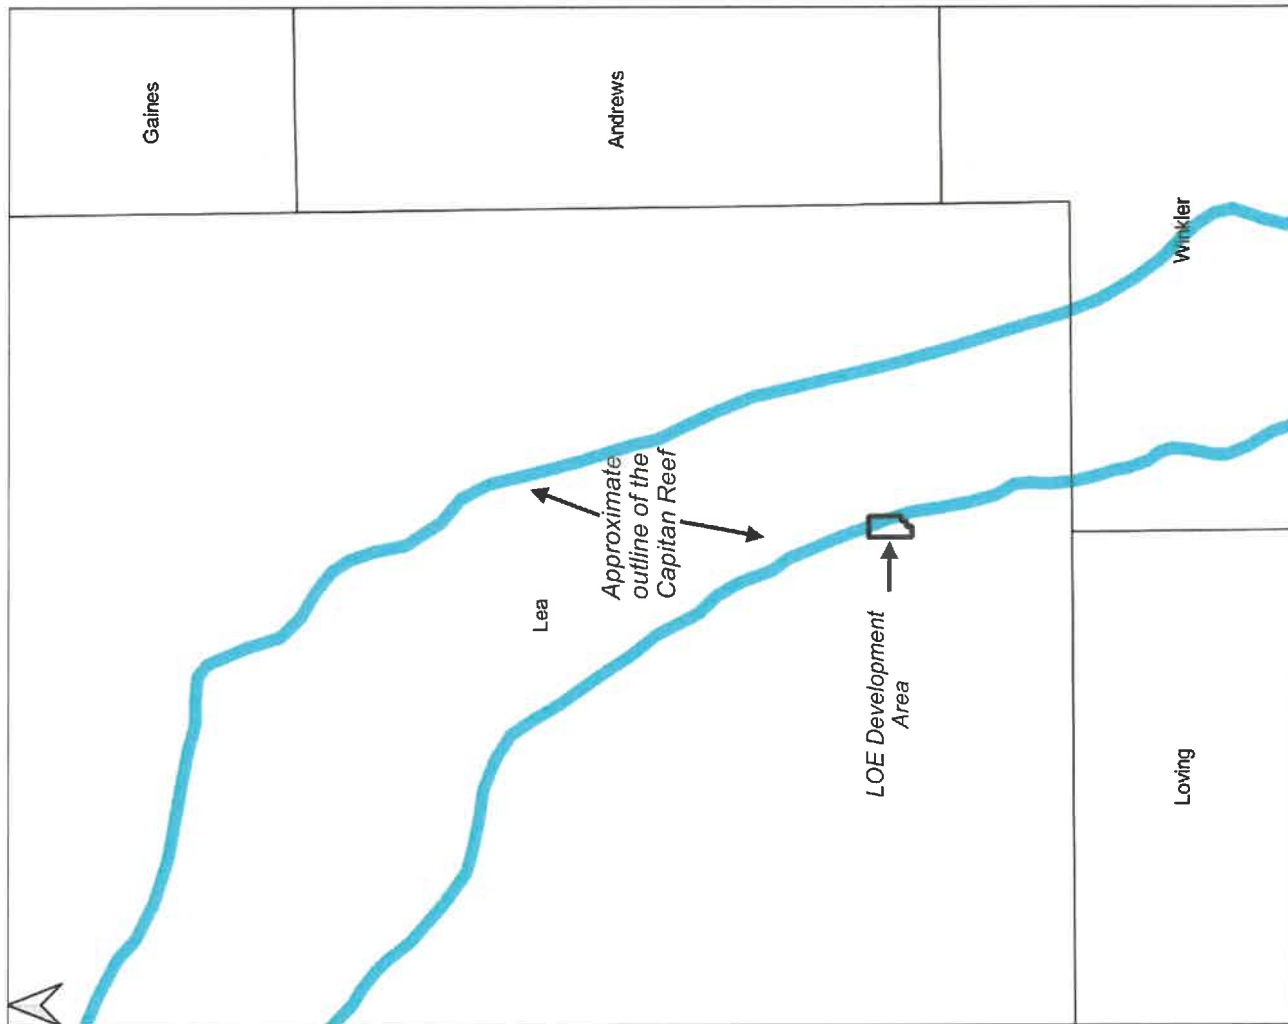 Gaines
Andrews
Winkler
Approximate
outline of the
Capitan Reef
Lea
LOE Development
Area
Loving